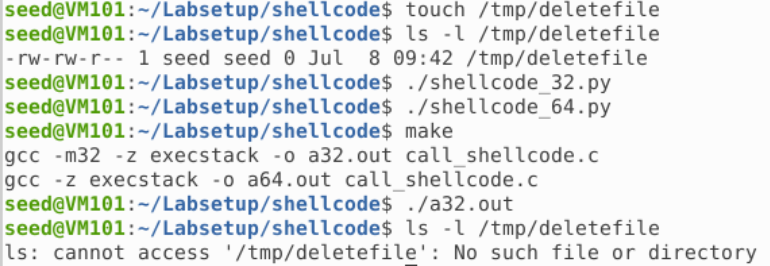 seed@VM101:~/Labsetup/shellcode$ touch /tmp/deletefile
seed@VM101:~/Labsetup/shellcode$ ls -l /tmp/deletefile
-rw-rw-r-- 1 seed seed 0 Jul  8 09:42 /tmp/deletefile
seed@VM101:~/Labsetup/shellcode$ ./shellcode_32.py
seed@VM101:~/Labsetup/shellcode$ ./shellcode_64.py
seed@VM101:~/Labsetup/shellcode$ make
gcc -m32 -z execstack -o a32.out call_shellcode.c
gcc -z execstack -o a64.out call_shellcode.c
seed@VM101:~/Labsetup/shellcode$ ./a32.out
seed@VM101:~/Labsetup/shellcode$ ls -l /tmp/deletefile
ls: cannot access '/tmp/deletefile': No such file or directory